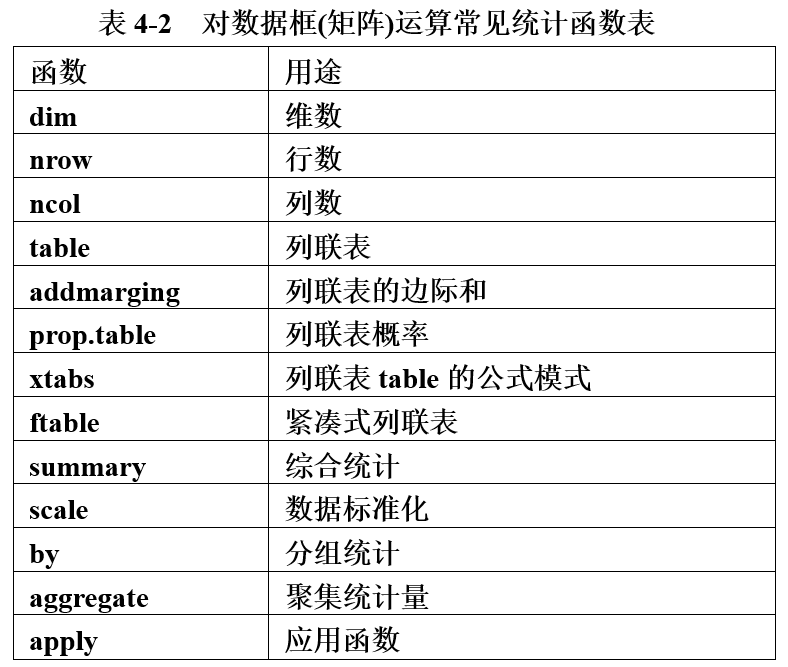 表 4-2 对数据框(矩阵)运算常见统计函数表
函数 用途
dim 维数
nrow 行数
ncol 列数
table 列联表
addmarging 列联表的边际和
prop.table 列联表概率
xtabs 列联表 table 的公式模式
ftable 紧凑式列联表
summary 综合统计
scale 数据标准化
by 分组统计
aggregate 聚集统计量
apply 应用函数